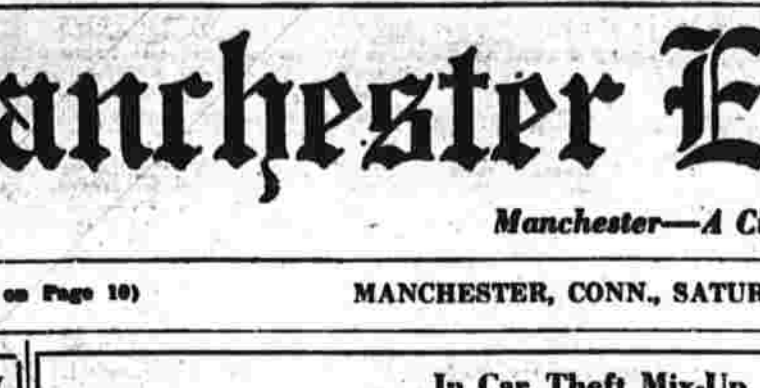 anchester E
Manchester—A C
on Page 10)
MANCHESTER, CONN., SATUR
In Car Theft Mix-Up